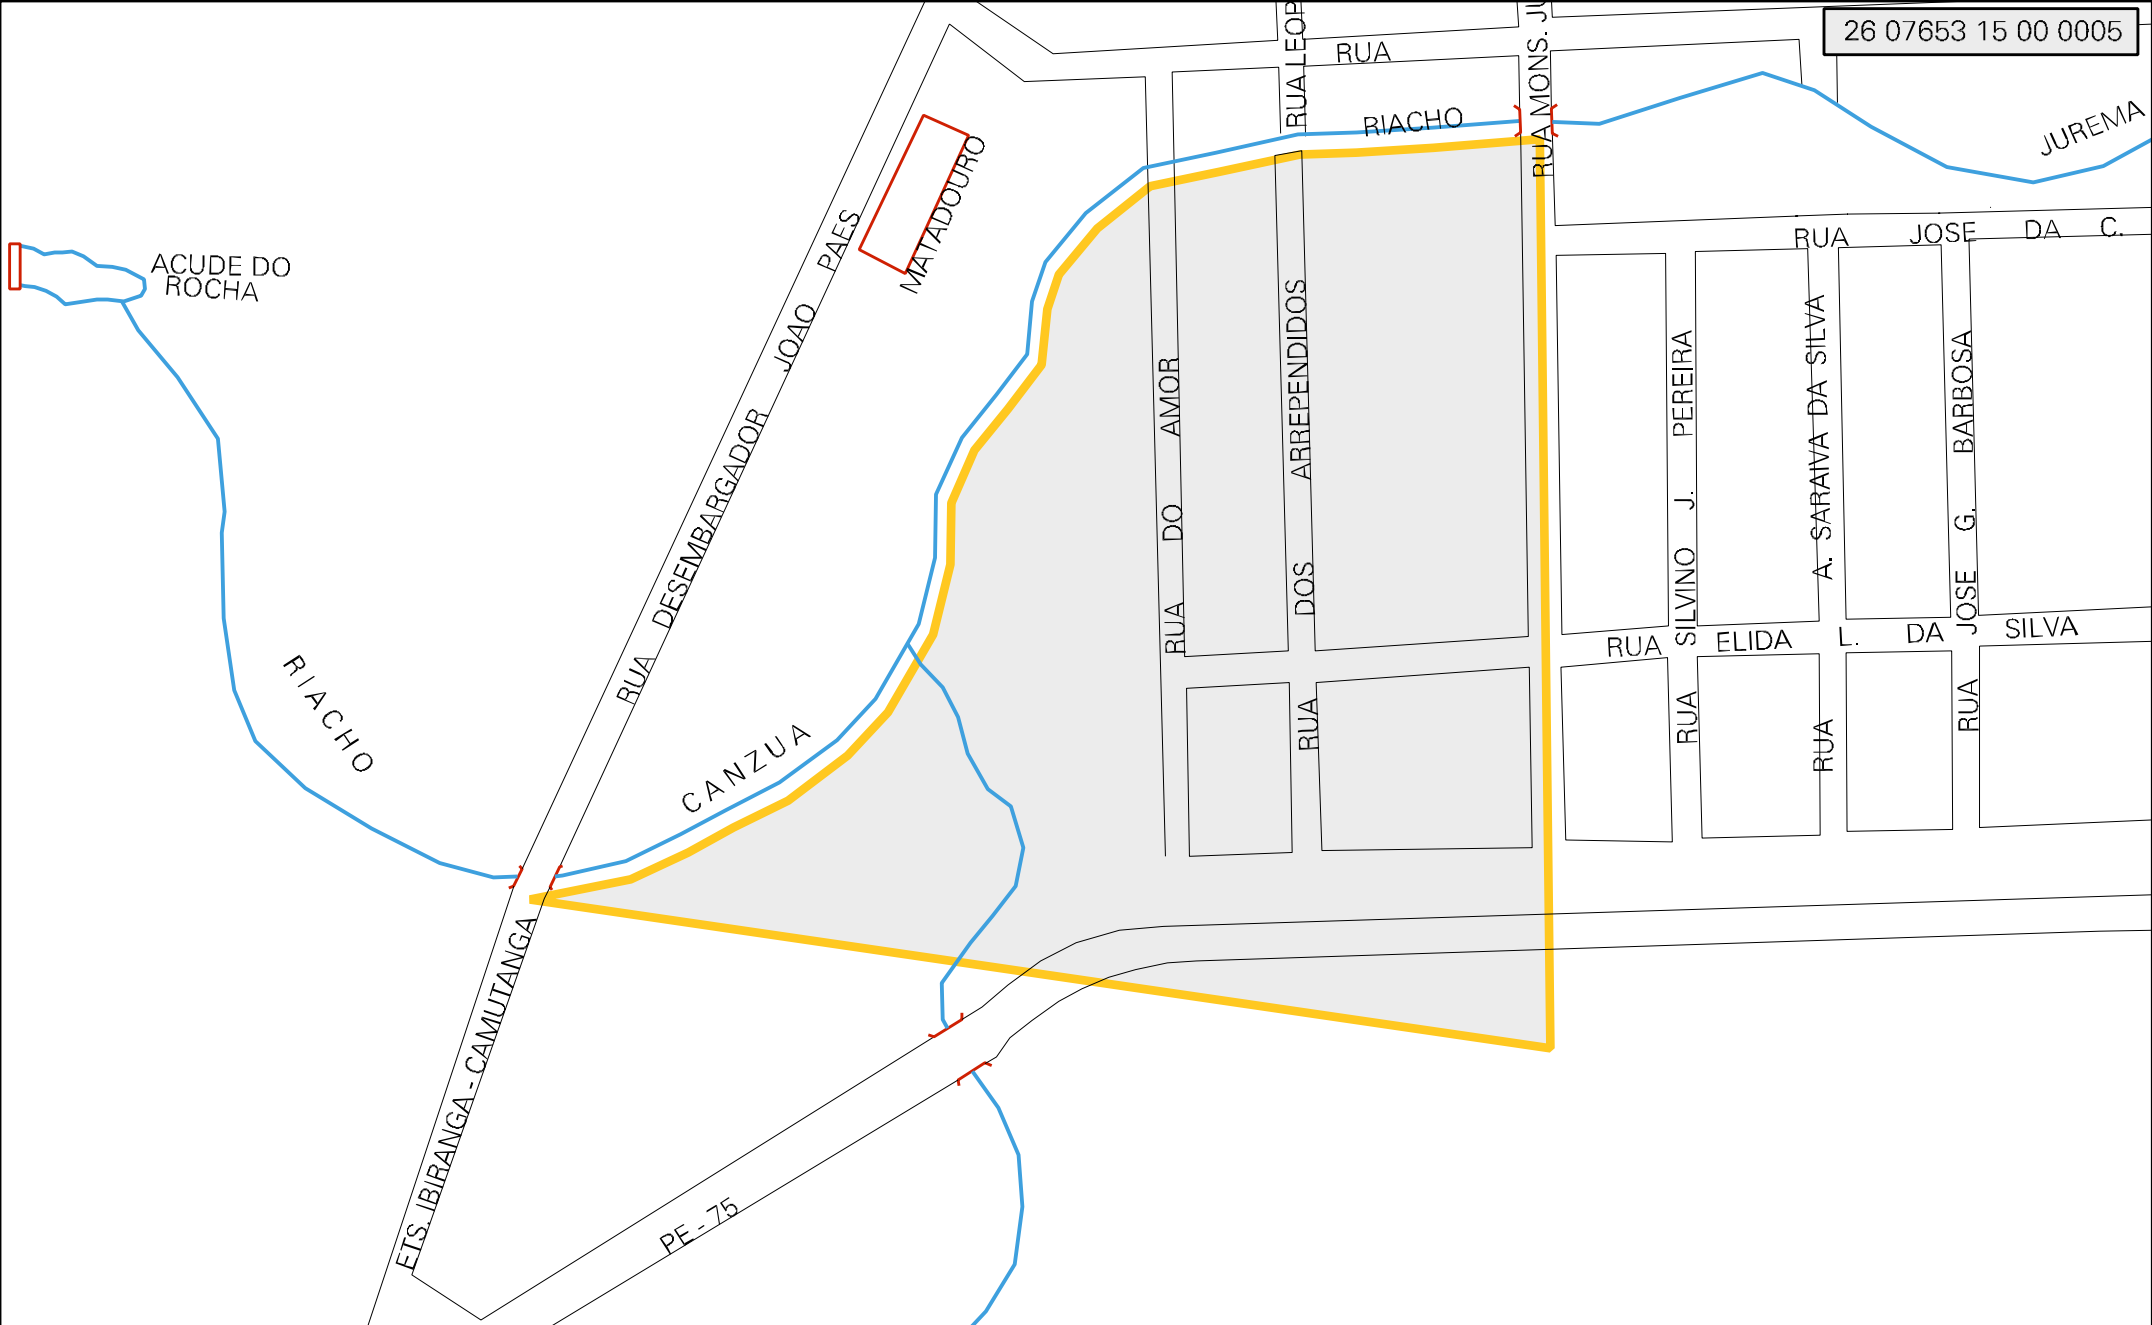 26 07653 15 00 0005
RUA LEOP
RUA
RUA MONS. JU
RIACHO
JUREMA
MATADOURO
RUA DESEMBARGADOR JOAO PAES
ACUDE DO
ROCHA
RUA JOSE DA C.
RUA DO AMOR
RUA DOS ARREPENDIDOS
RUA SILVINO J. PEREIRA
RUA A. SARAIVA DA SILVA
RUA JOSE G. BARBOSA
RUA ELIDA L. DA SILVA
RIACHO
CANZUA
ETS. IBIRANGA - CAMUTANGA
PE - 75